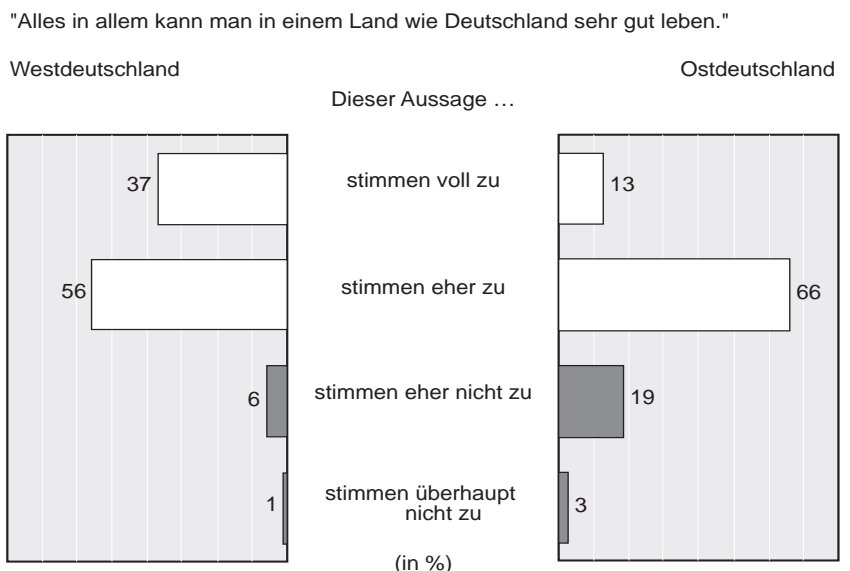 "Alles in allem kann man in einem Land wie Deutschland sehr gut leben."
Westdeutschland
Ostdeutschland
Dieser Aussage …
37
stimmen voll zu
13
56
stimmen eher zu
66
6
stimmen eher nicht zu
19
1
stimmen überhaupt
nicht zu
3
(in %)